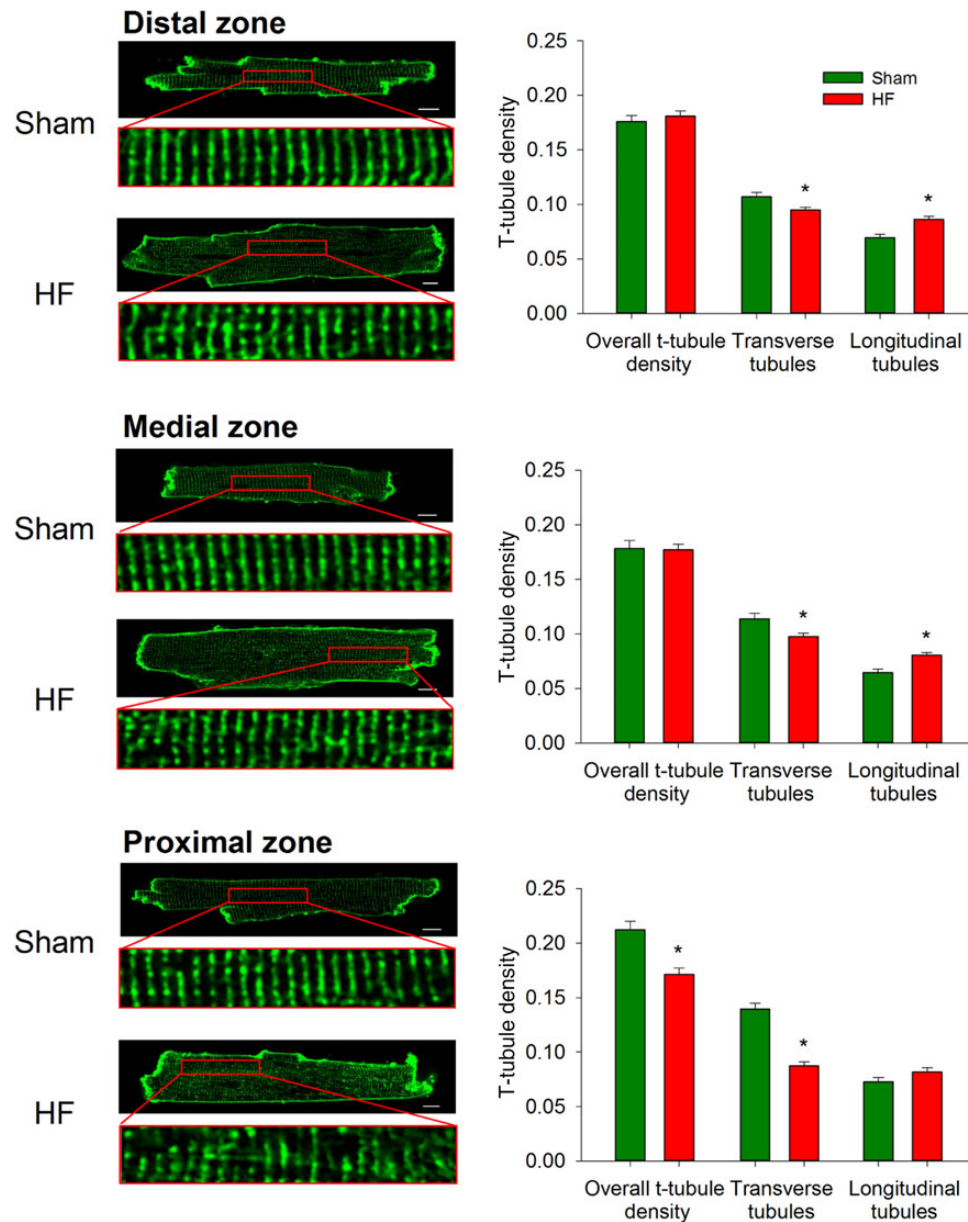 Distal zone
Sham
HF
0.25
0.20
0.15
0.10
0.05
0.00
T-tubule density
Sham
HF
*
*
Overall t-tubule density
Transverse tubules
Longitudinal tubules
Medial zone
Sham
HF
0.25
0.20
0.15
0.10
0.05
0.00
T-tubule density
*
*
Overall t-tubule density
Transverse tubules
Longitudinal tubules
Proximal zone
Sham
HF
0.25
0.20
0.15
0.10
0.05
0.00
T-tubule density
*
*
Overall t-tubule density
Transverse tubules
Longitudinal tubules